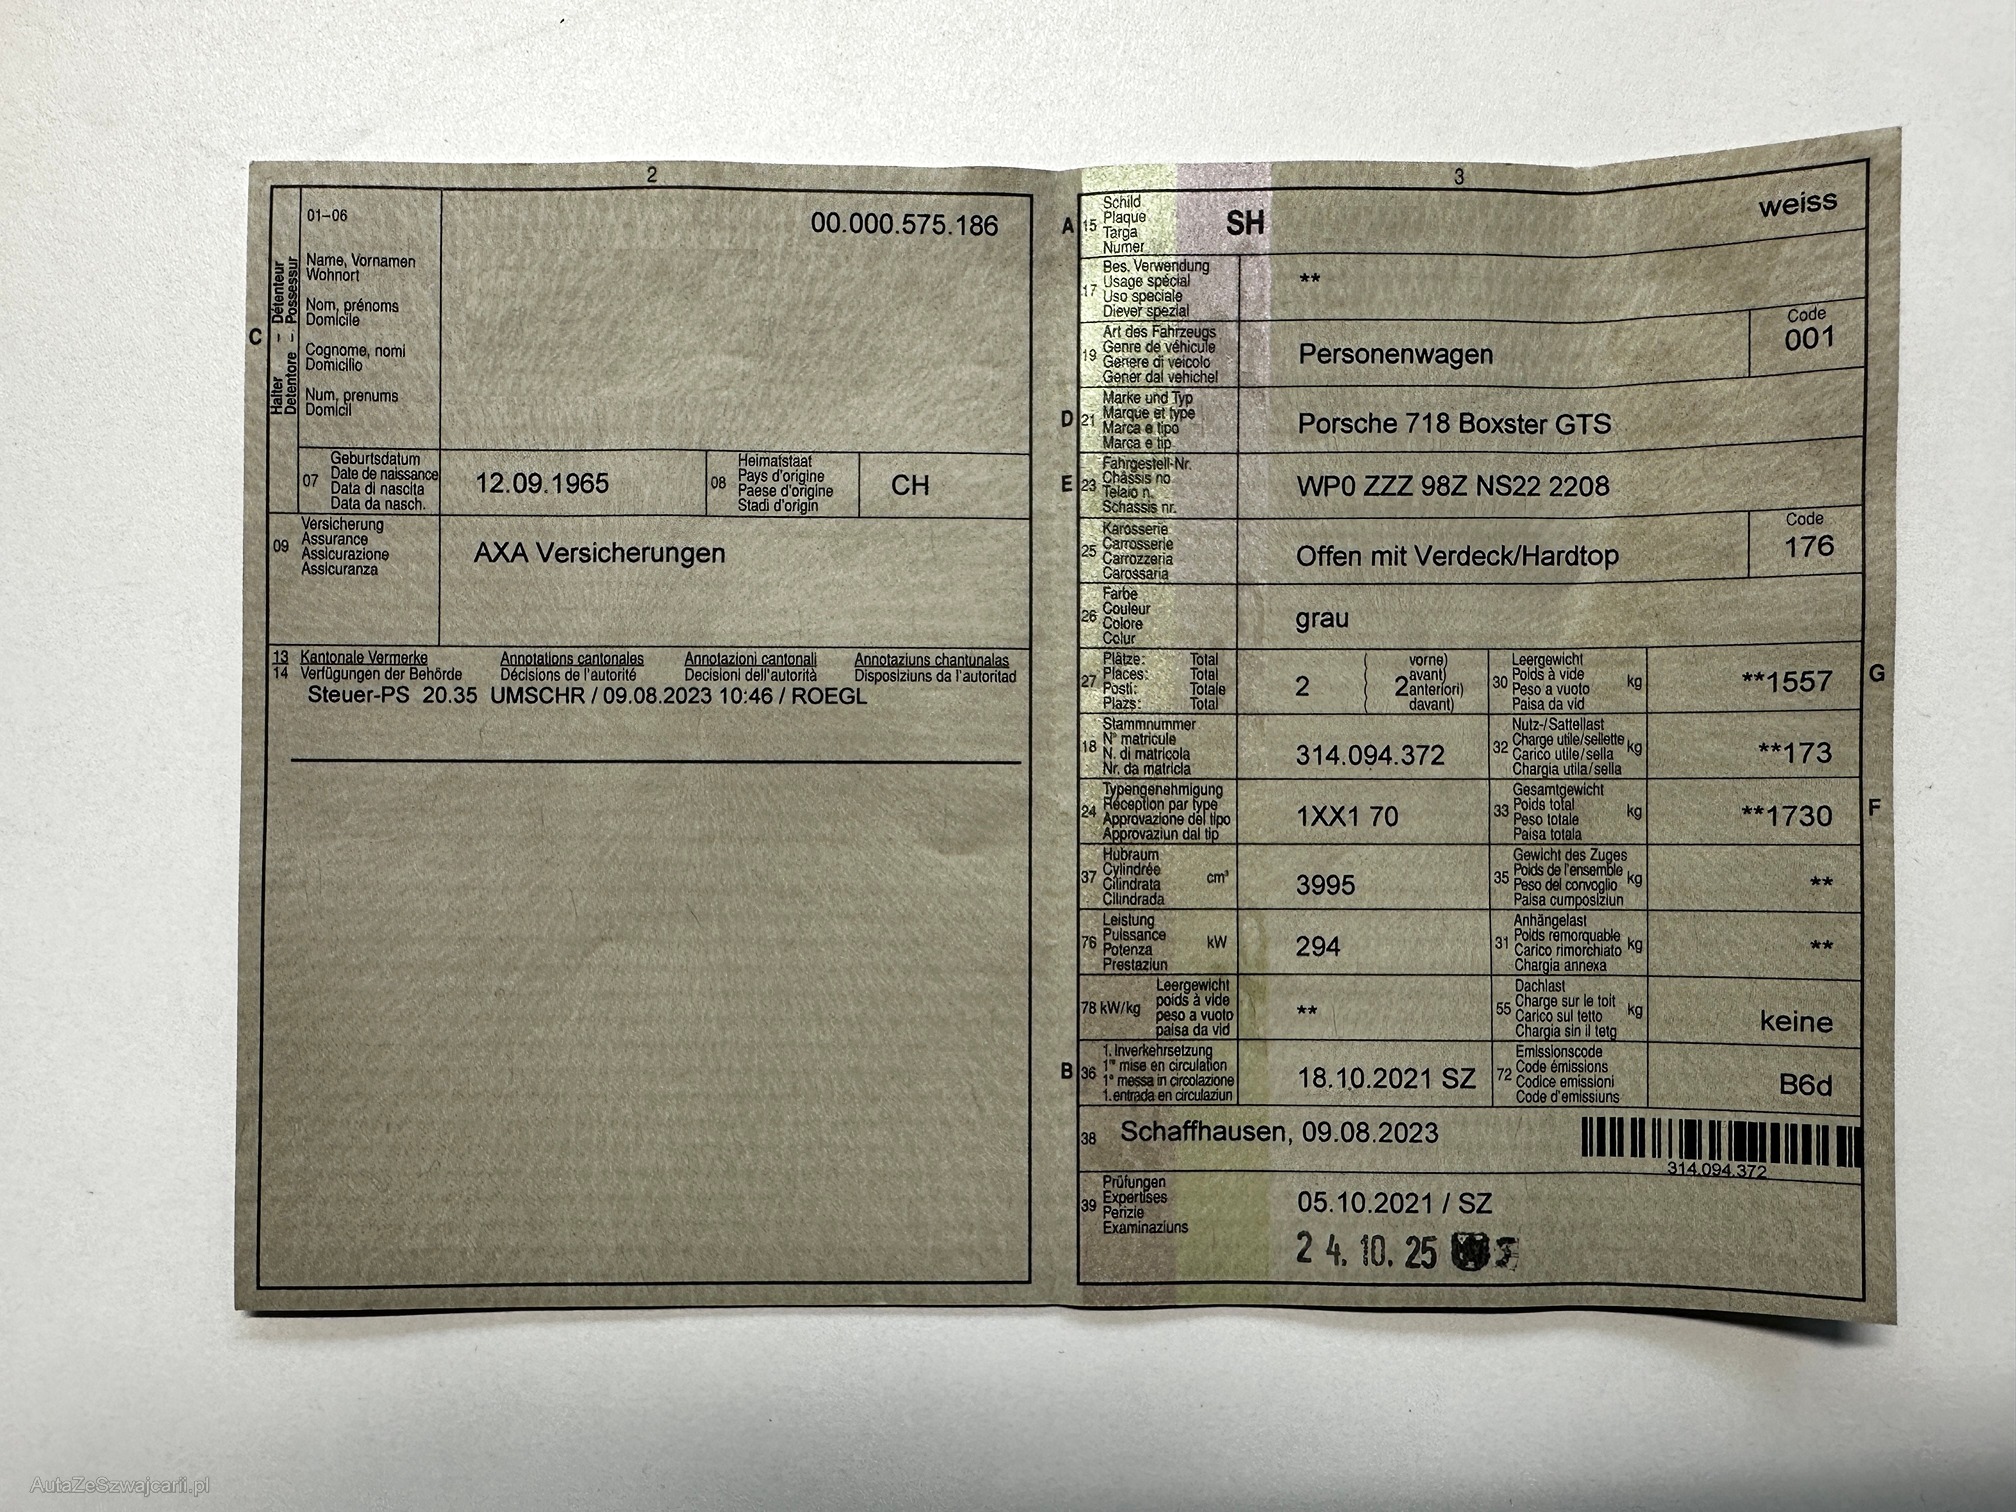 2
01–06
00.000.575.186
Halter – Détenteur
Detentore – Possessur
Name, Vornamen
Wohnort
Nom, prénoms
Domicile
Cognome, nomi
Domicilio
Num, prenums
Domicil
C
07
Geburtsdatum
Date de naissance
Data di nascita
Data da nasch.
12.09.1965
08
Heimatstaat
Pays d'origine
Paese d'origine
Stadi d'origin
CH
09
Versicherung
Assurance
Assicurazione
Assicuranza
AXA Versicherungen
13 Kantonale Vermerke Annotations cantonales Annotazioni cantonali Annotaziuns chantunalas
14 Verfügungen der Behörde Décisions de l'autorité Decisioni dell'autorità Disposiziuns da l'autoritad
Steuer-PS 20.35 UMSCHR / 09.08.2023 10:46 / ROEGL
3
A
15
Schild
Plaque
Targa
Numer
SH
weiss
17
Bes. Verwendung
Usage spécial
Uso speciale
Diever spezial
**
19
Art des Fahrzeugs
Genre de véhicule
Genere di veicolo
Gener dal vehichel
Personenwagen
Code
001
D
21
Marke und Typ
Marque et type
Marca e tipo
Marca e tip
Porsche 718 Boxster GTS
E
23
Fahrgestell-Nr.
Châssis no
Telaio n.
Schassis nr.
WP0 ZZZ 98Z NS22 2208
25
Karosserie
Carrosserie
Carrozzeria
Carossaria
Offen mit Verdeck/Hardtop
Code
176
26
Farbe
Couleur
Colore
Colur
grau
27
Plätze: Total
Places: Total
Posti: Totale
Plazs: Total
2
vorne)
avant)
2 anteriori)
davant)
30
Leergewicht
Poids à vide
Peso a vuoto
Paisa da vid
kg
**1557
G
18
Stammnummer
N° matricule
N. di matricola
Nr. da matricla
314.094.372
32
Nutz-/Sattellast
Charge utile/sellette
Carico utile/sella
Chargia utila/sella
kg
**173
24
Typengenehmigung
Réception par type
Approvazione del tipo
Approvaziun dal tip
1XX1 70
33
Gesamtgewicht
Poids total
Peso totale
Paisa totala
kg
**1730
F
37
Hubraum
Cylindrée
Cilindrata
Cilindrada
cm³
3995
35
Gewicht des Zuges
Poids de l'ensemble
Peso del convoglio
Paisa cumposiziun
kg
**
76
Leistung
Puissance
Potenza
Prestaziun
kW
294
31
Anhängelast
Poids remorquable
Carico rimorchiato
Chargia annexa
kg
**
78 kW/kg
Leergewicht
poids à vide
peso a vuoto
paisa da vid
**
55
Dachlast
Charge sur le toit
Carico sul tetto
Chargia sin il tetg
kg
keine
B
36
1. Inverkehrsetzung
1re mise en circulation
1a messa in circolazione
1. entrada en circulaziun
18.10.2021 SZ
72
Emissionscode
Code émissions
Codice emissioni
Code d'emissiuns
B6d
38
Schaffhausen, 09.08.2023
314.094.372
39
Prüfungen
Expertises
Perizie
Examinaziuns
05.10.2021 / SZ
24.10.25
AutaZeSzwajcarii.pl